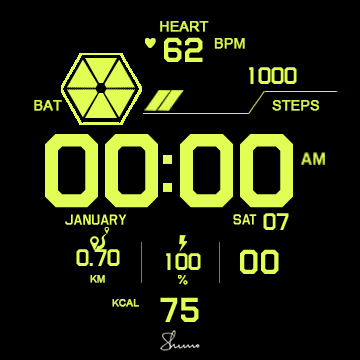 HEART
62 BPM
1000
BAT
STEPS
00:00 AM
JANUARY
SAT 07
0.70
KM
100
%
00
KCAL
75